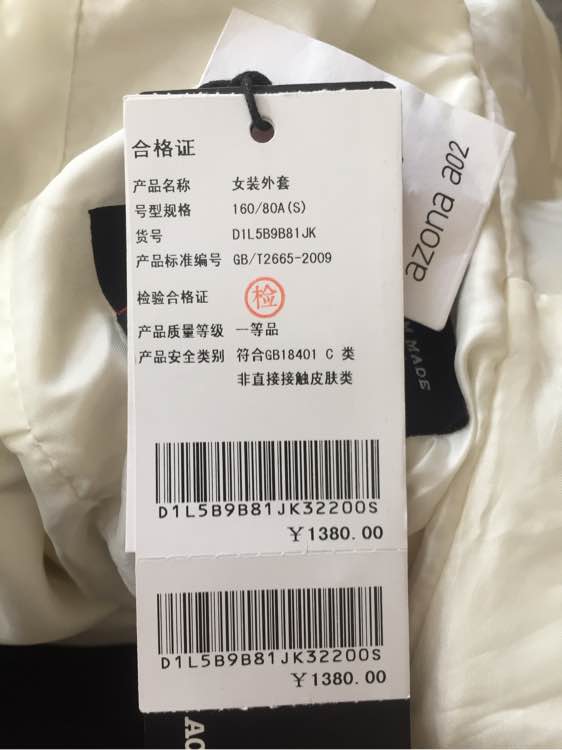 合格证
产品名称 女装外套
号型规格 160/80A(S)
货号 D1L5B9B81JK
产品标准编号 GB/T2665-2009
检验合格证 检
产品质量等级 一等品
产品安全类别 符合GB18401 C 类
非直接接触皮肤类
D1L5B9B81JK32200S
¥1380.00
D1L5B9B81JK32200S
¥1380.00
azona a02
MADE